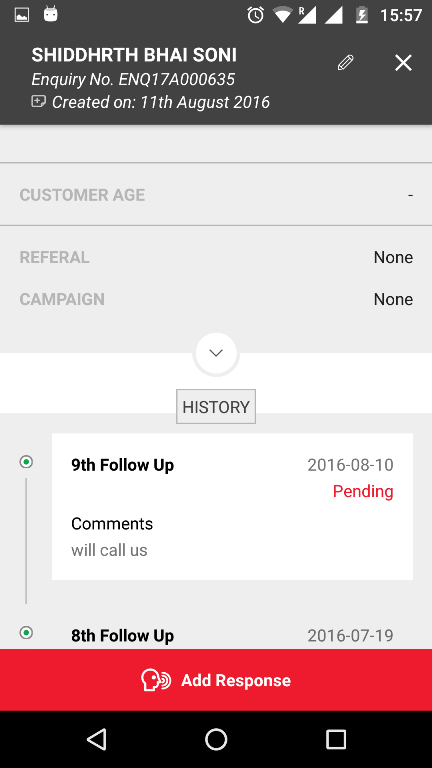 R
15:57
SHIDDHRTH BHAI SONI
Enquiry No. ENQ17A000635
Created on: 11th August 2016
CUSTOMER AGE -
REFERAL None
CAMPAIGN None
HISTORY
9th Follow Up 2016-08-10
Pending
Comments
will call us
8th Follow Up 2016-07-19
Add Response